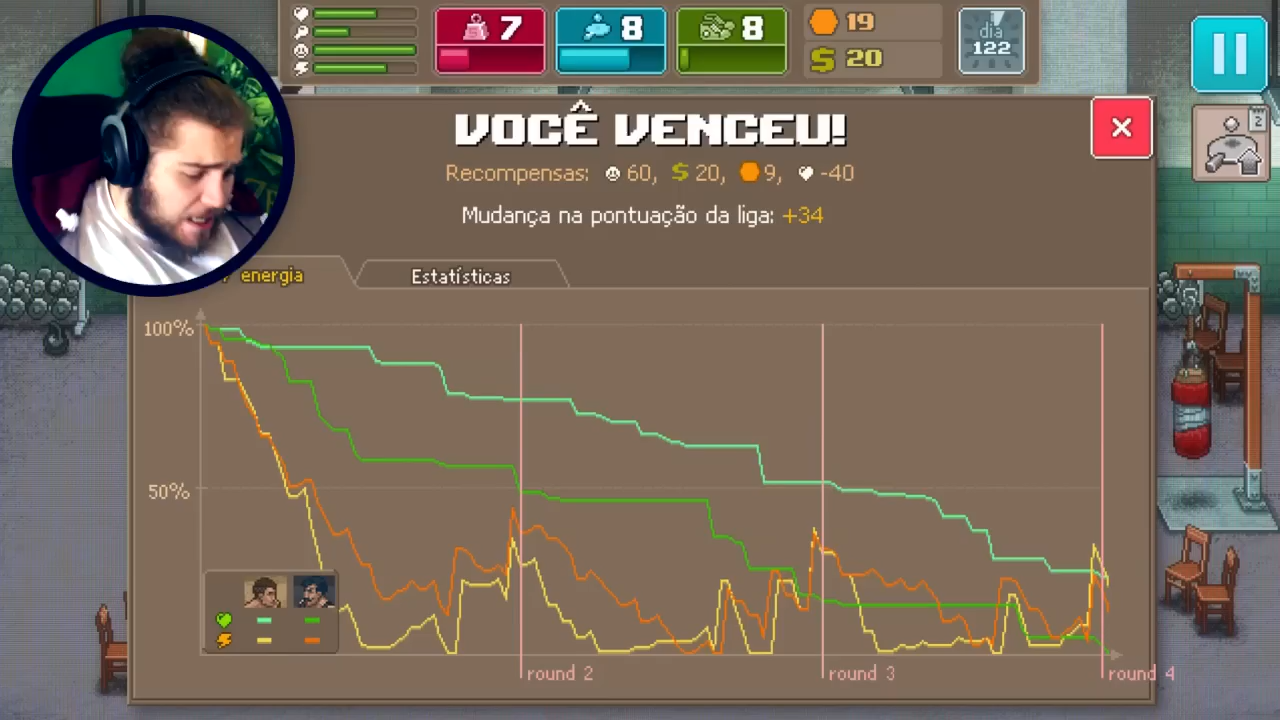 7
8
8
19
20
dia
122
VOCÊ VENCEU!
Recompensas: 60, $ 20, 9, -40
Mudança na pontuação da liga: +34
energia
Estatísticas
100%
50%
round 2
round 3
round 4